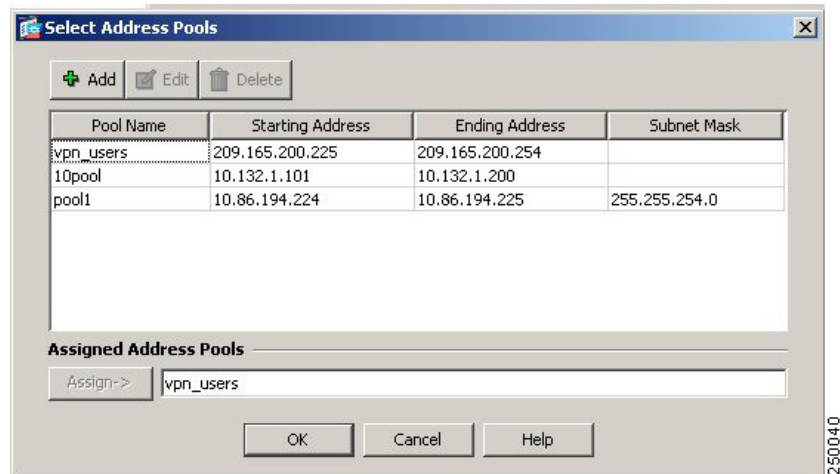 Select Address Pools
Add Edit Delete
Pool Name Starting Address Ending Address Subnet Mask
vpn_users 209.165.200.225 209.165.200.254
10pool 10.132.1.101 10.132.1.200
pool1 10.86.194.224 10.86.194.225 255.255.254.0
Assigned Address Pools
Assign-> vpn_users
OK Cancel Help
250040